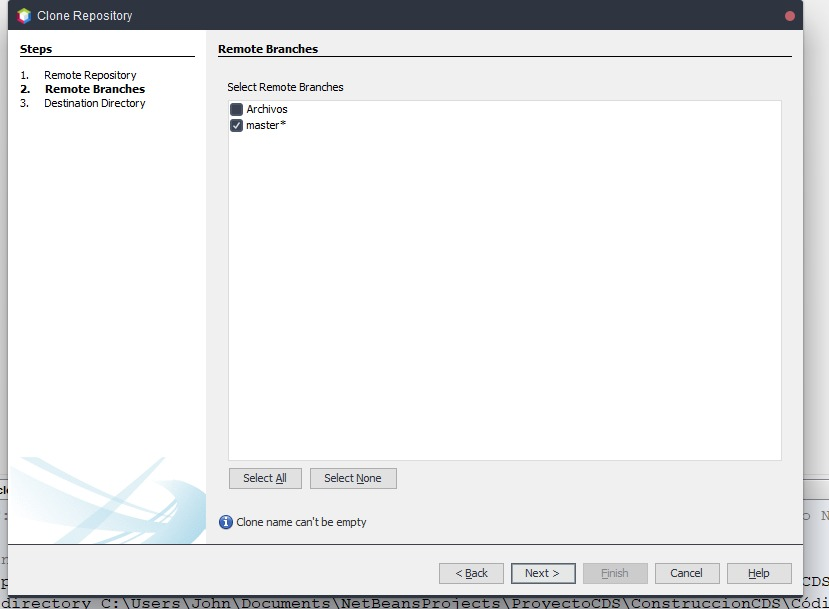 Clone Repository
Steps
Remote Branches
1. Remote Repository
2. Remote Branches
3. Destination Directory
Select Remote Branches
Archivos
master*
Select All
Select None
Clone name can't be empty
< Back
Next >
Finish
Cancel
Help
CDS
directory C:\Users\John\Documents\NetBeansProjects\ProyectoCDS\ConstruccionCDS\Códi